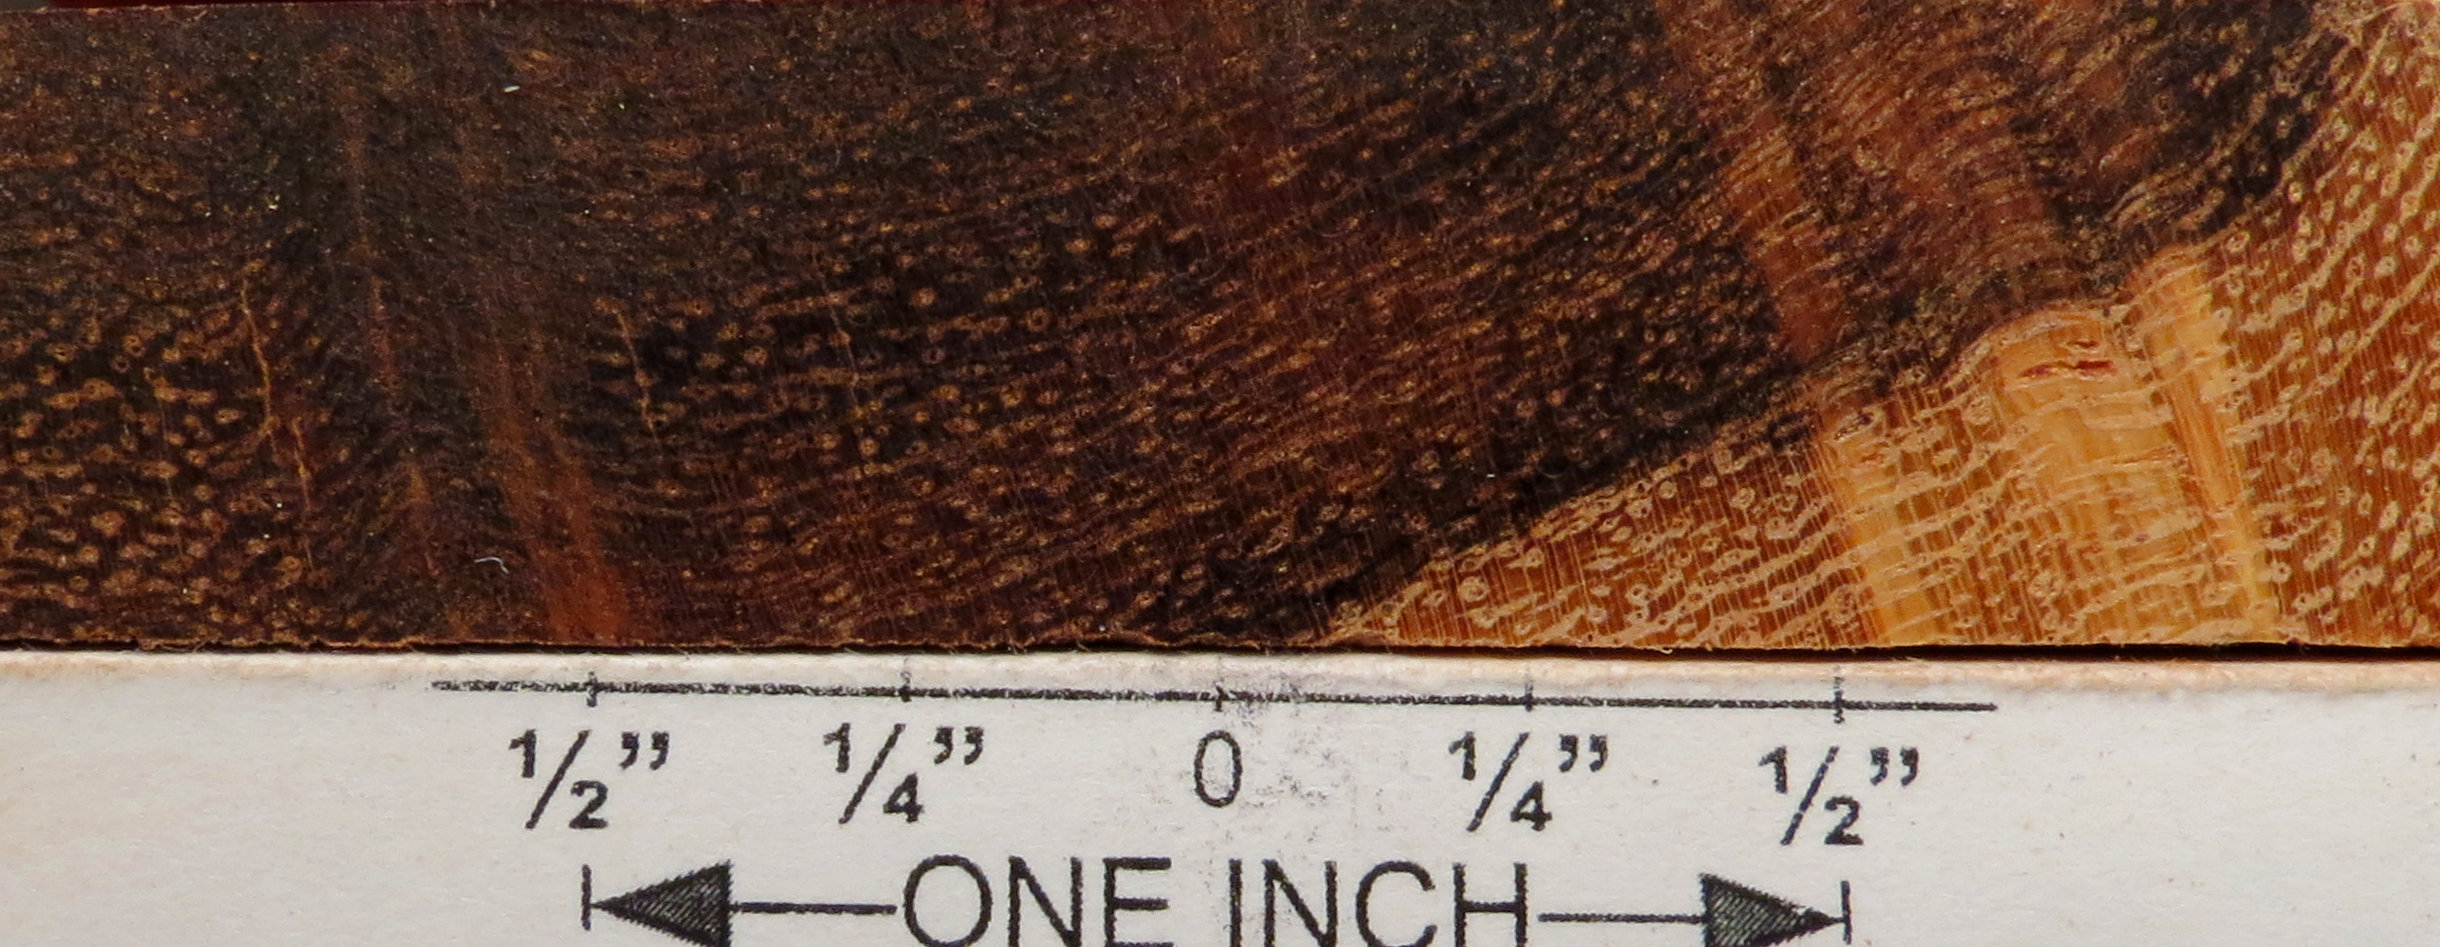 1/2” 1/4” 0 1/4” 1/2”
ONE INCH